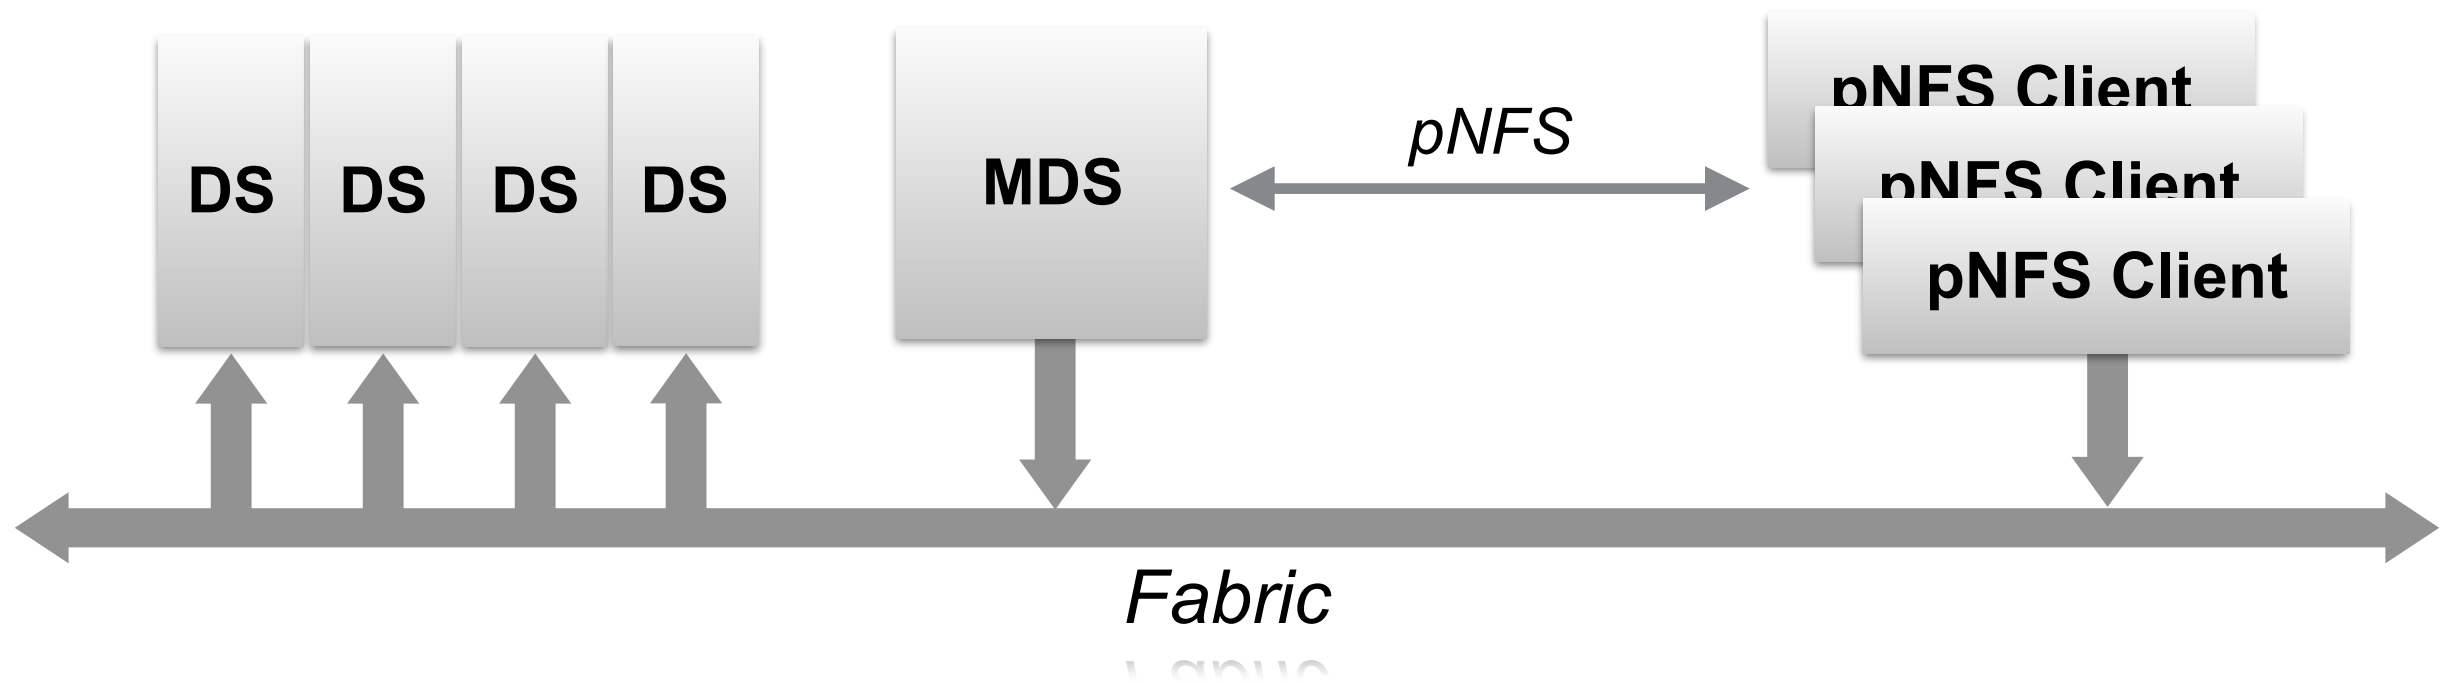 DS DS DS DS
MDS
pNFS
pNFS Client
pNFS Client
pNFS Client
Fabric